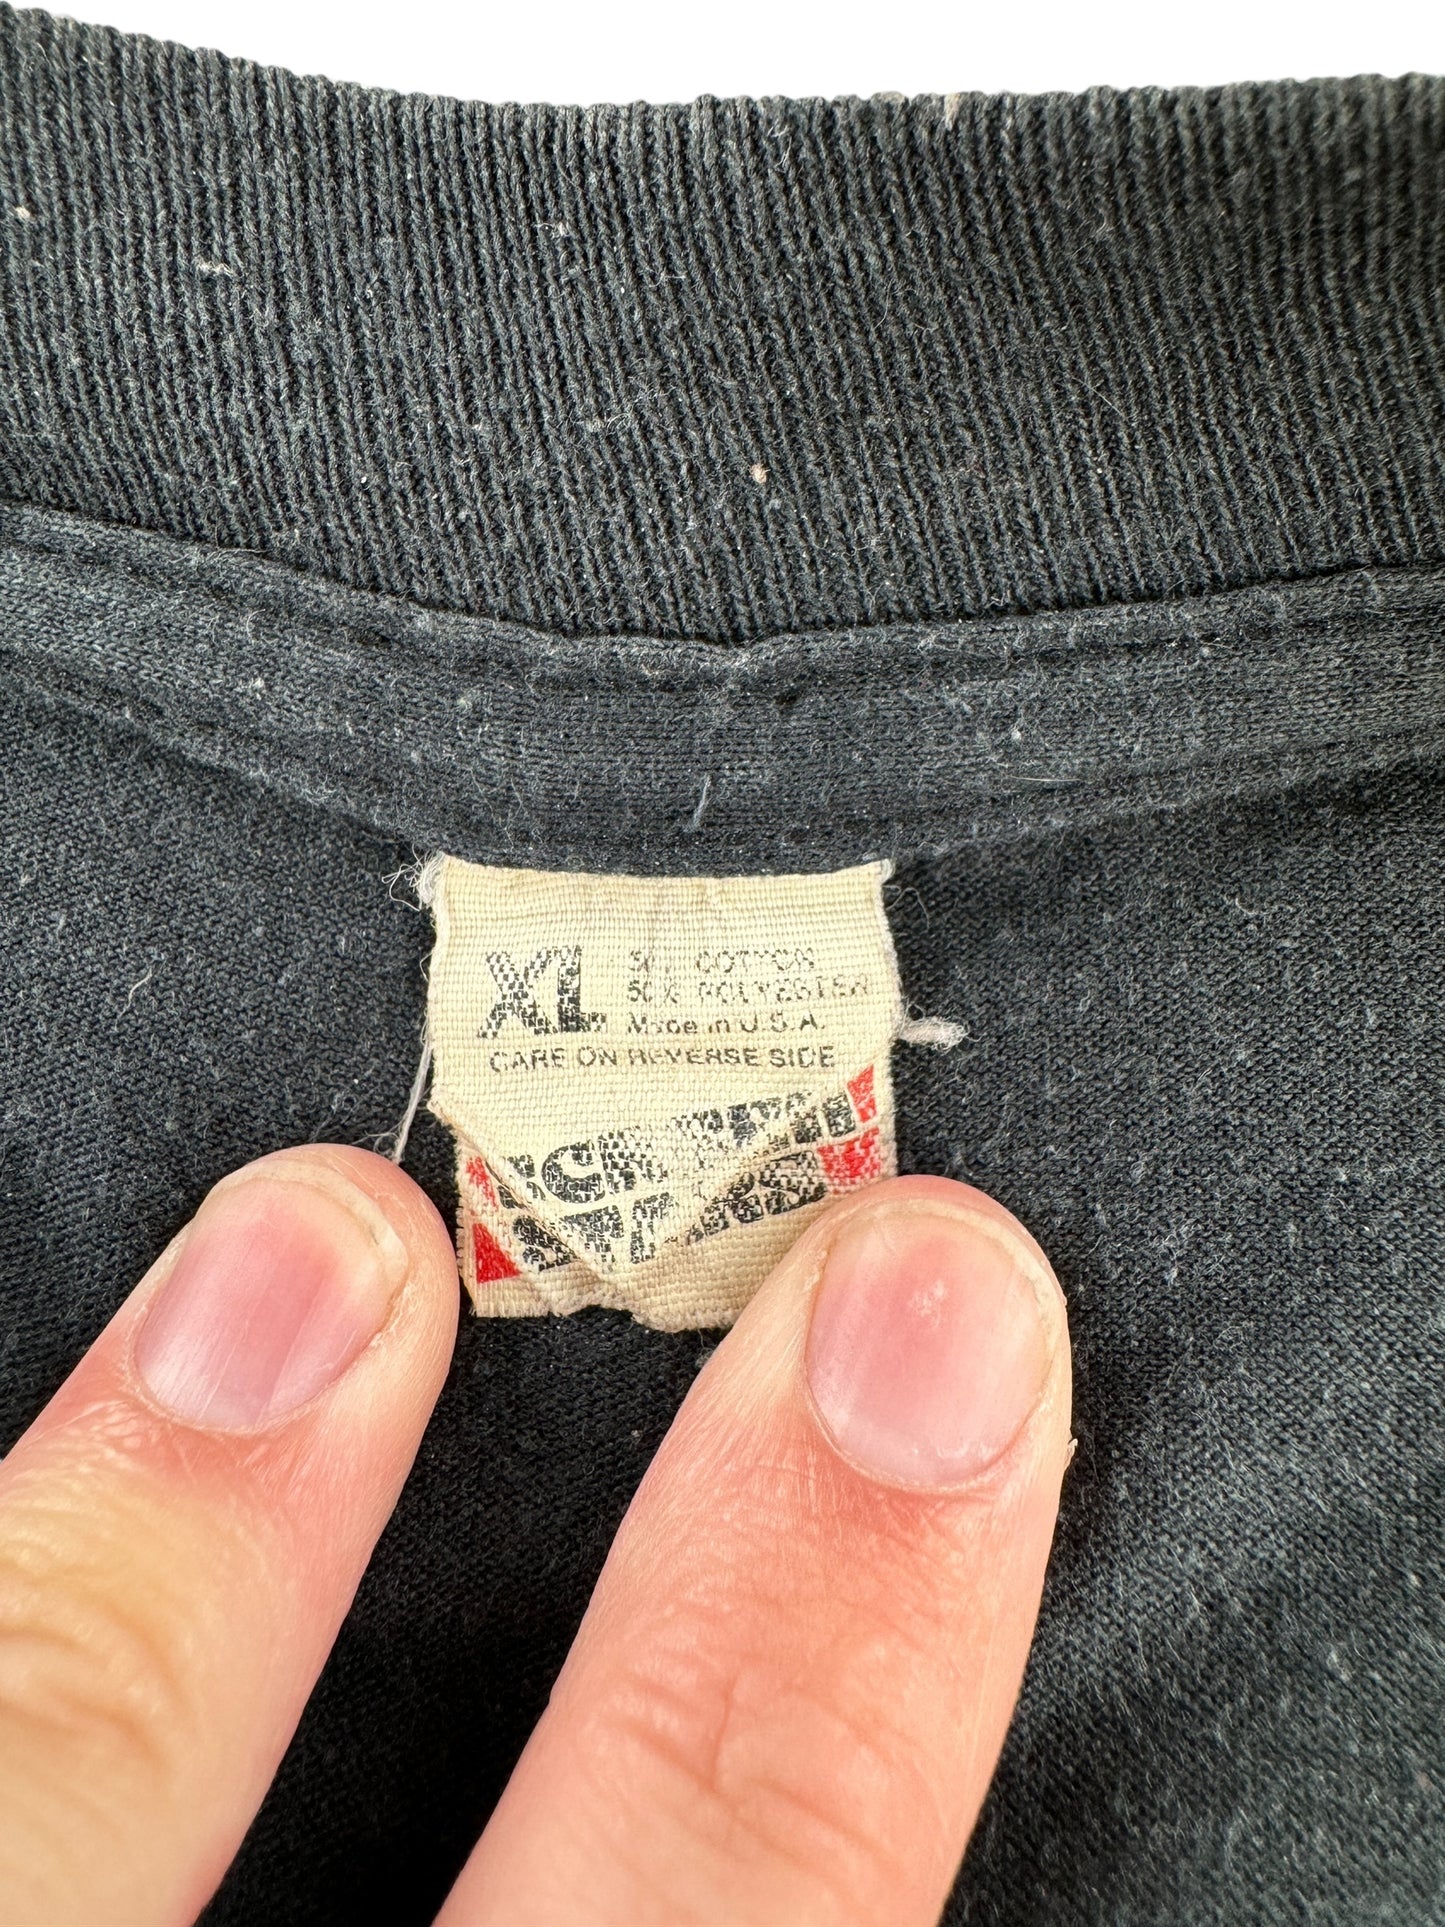 XL
50% COTTON
50% POLYESTER
Made in U.S.A.
CARE ON REVERSE SIDE